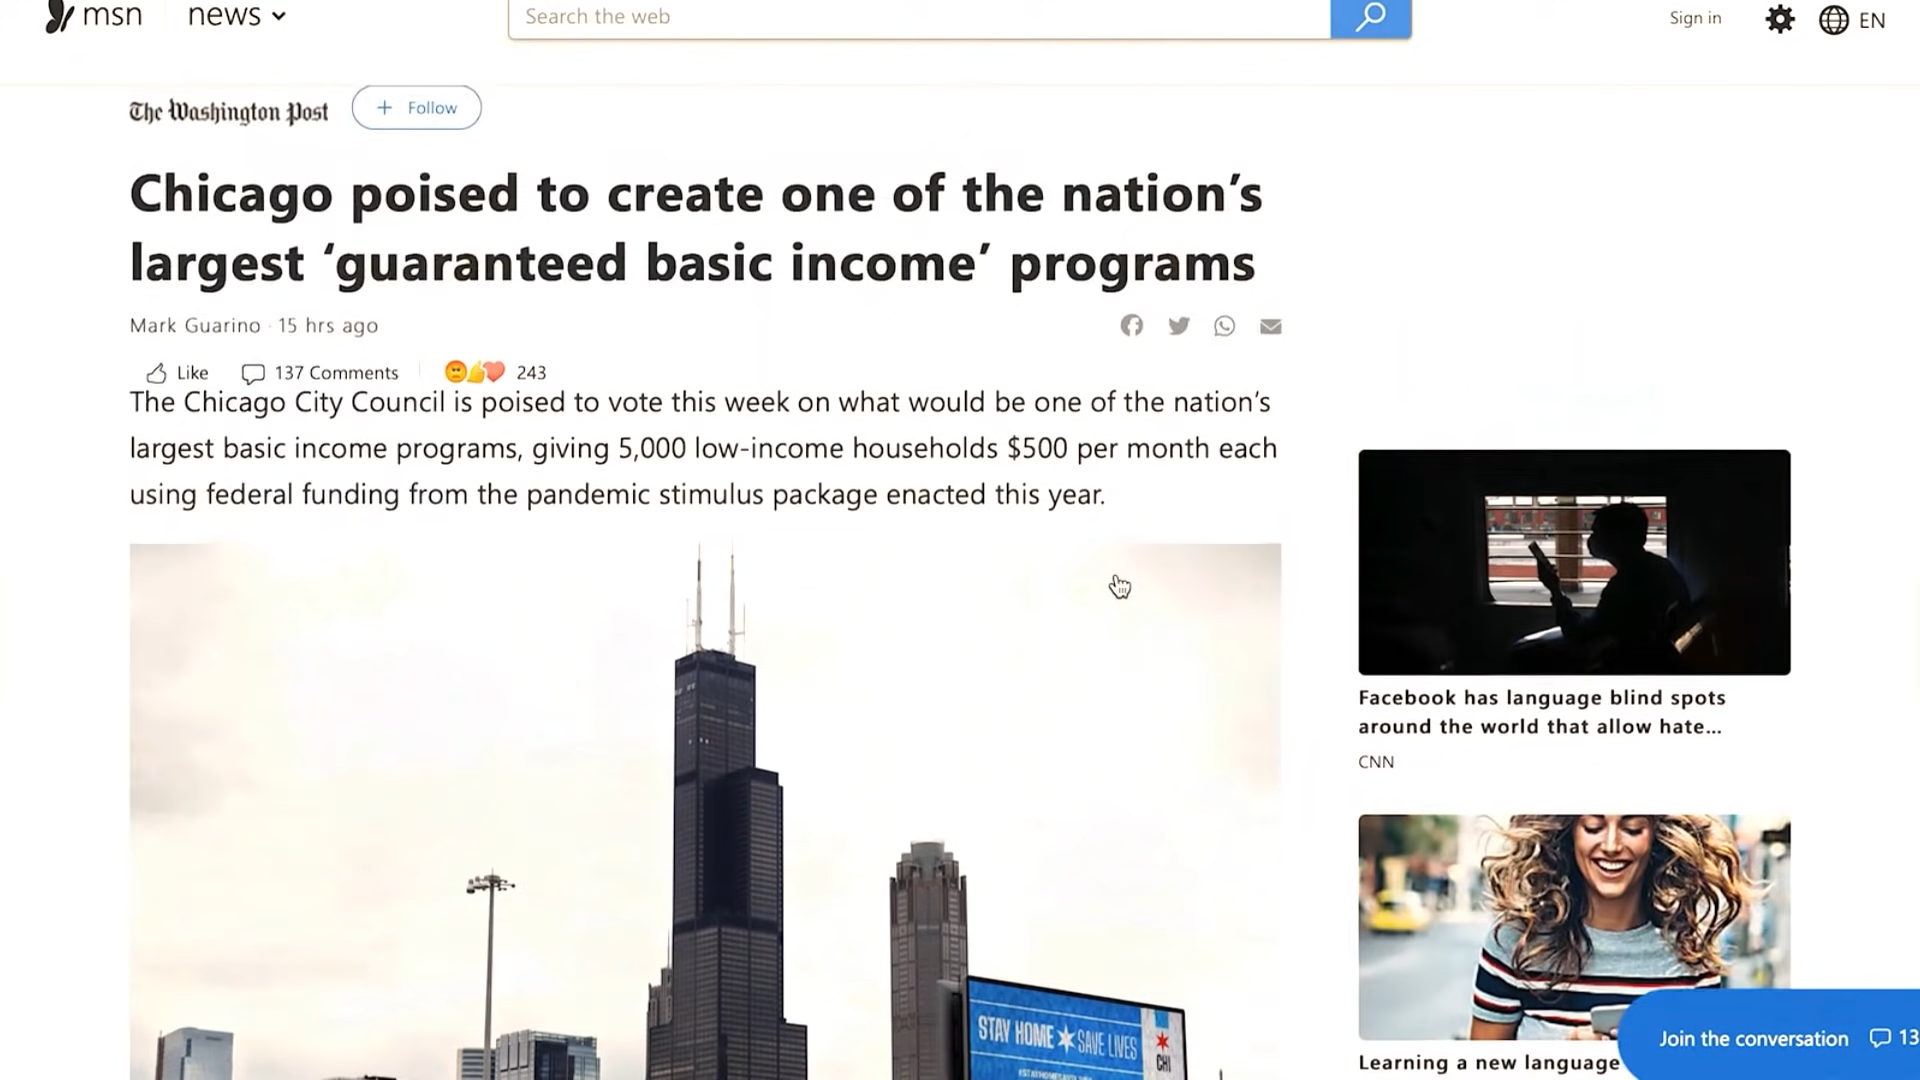 msn news
Search the web
Sign in
EN
The Washington Post
+ Follow
Chicago poised to create one of the nation’s
largest ‘guaranteed basic income’ programs
Mark Guarino · 15 hrs ago
Like 137 Comments 243
The Chicago City Council is poised to vote this week on what would be one of the nation’s
largest basic income programs, giving 5,000 low-income households $500 per month each
using federal funding from the pandemic stimulus package enacted this year.
STAY HOME SAVE LIVES
CHI
Facebook has language blind spots
around the world that allow hate...
CNN
Learning a new language
Join the conversation 13